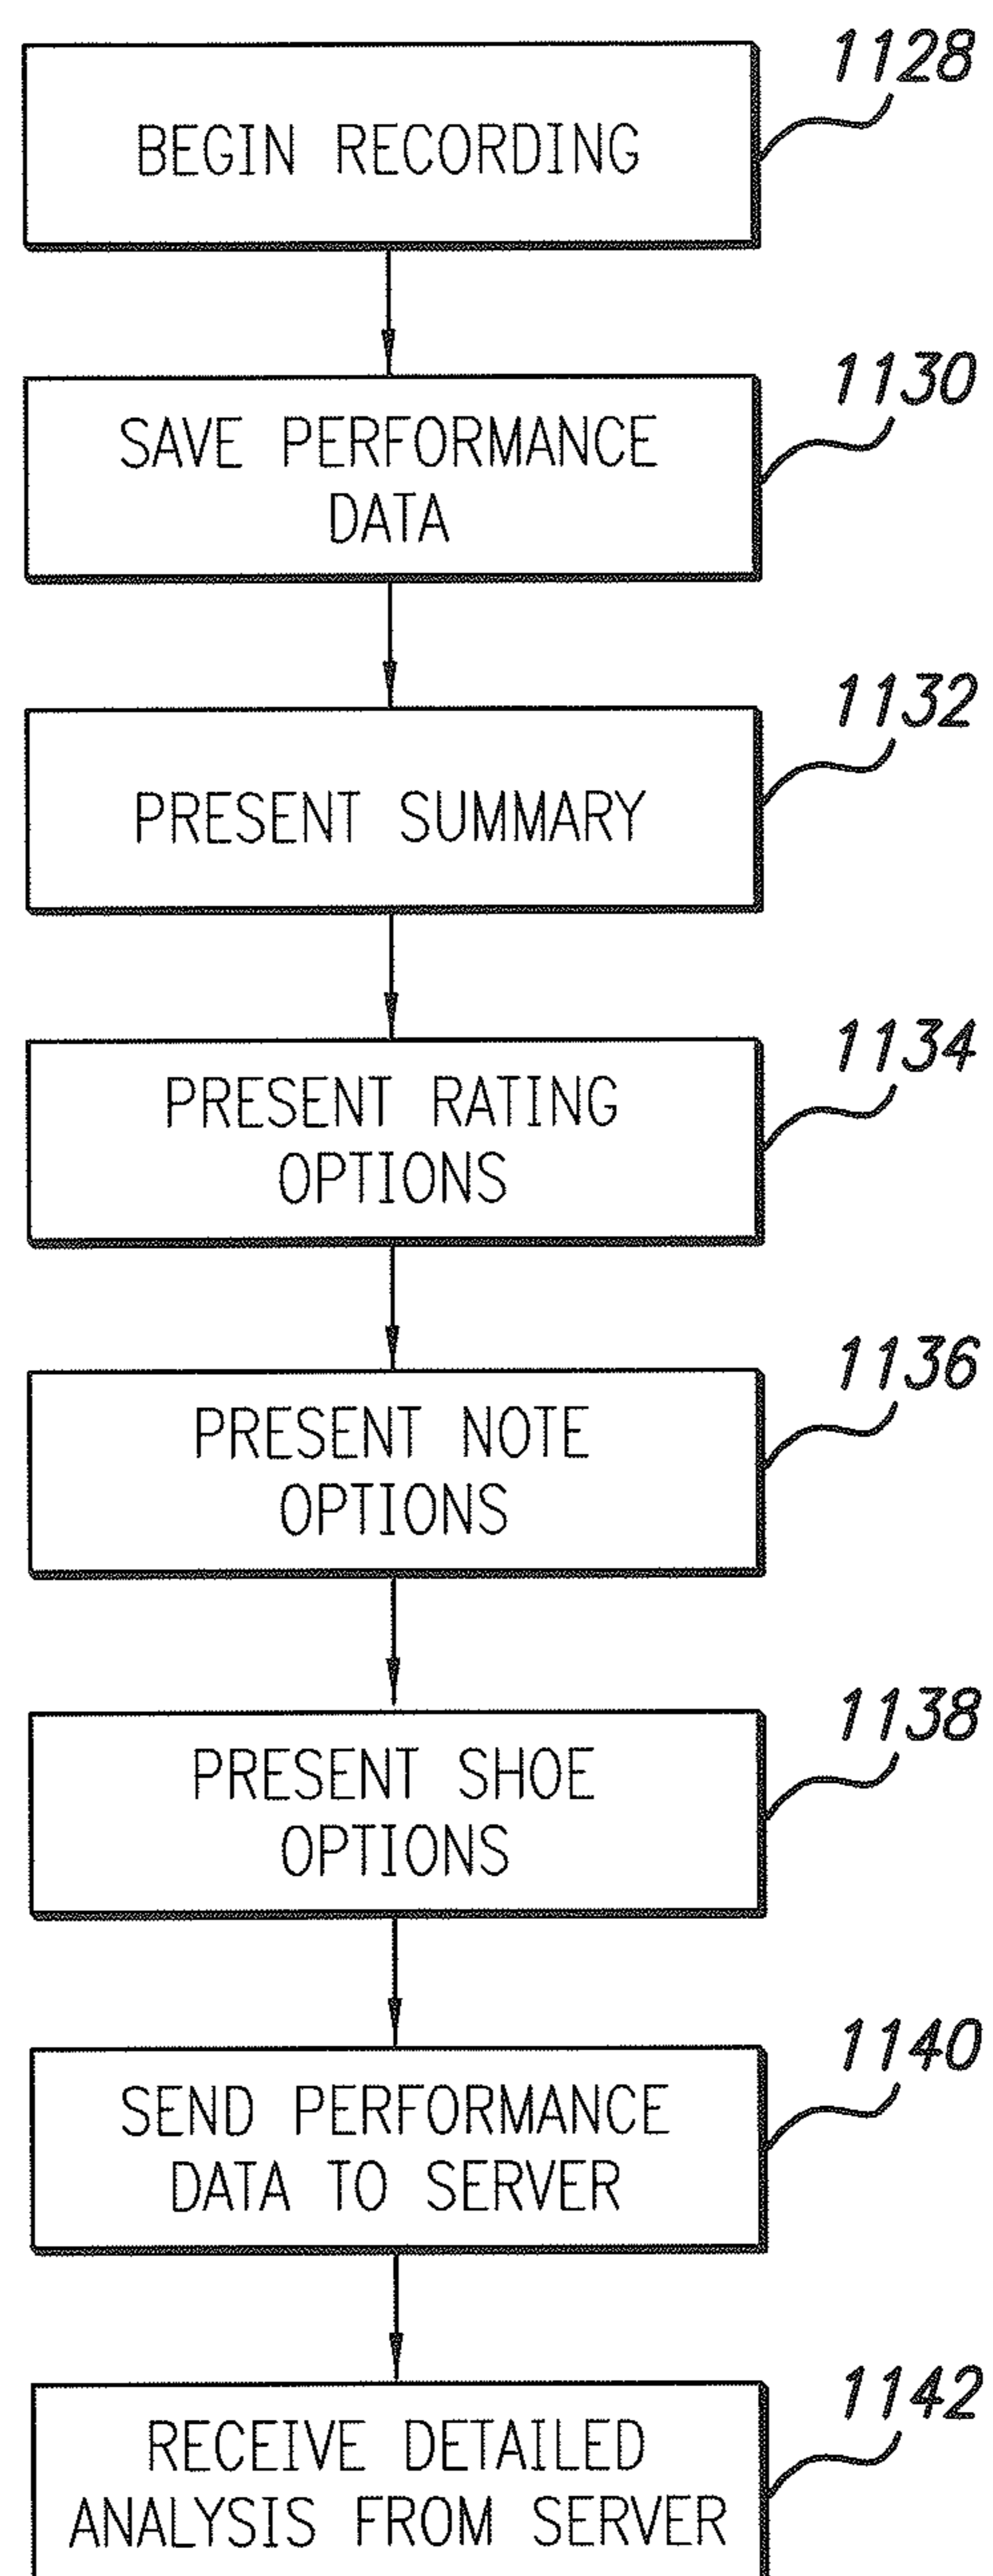 1128
BEGIN RECORDING
1130
SAVE PERFORMANCE
DATA
1132
PRESENT SUMMARY
1134
PRESENT RATING
OPTIONS
1136
PRESENT NOTE
OPTIONS
1138
PRESENT SHOE
OPTIONS
1140
SEND PERFORMANCE
DATA TO SERVER
1142
RECEIVE DETAILED
ANALYSIS FROM SERVER